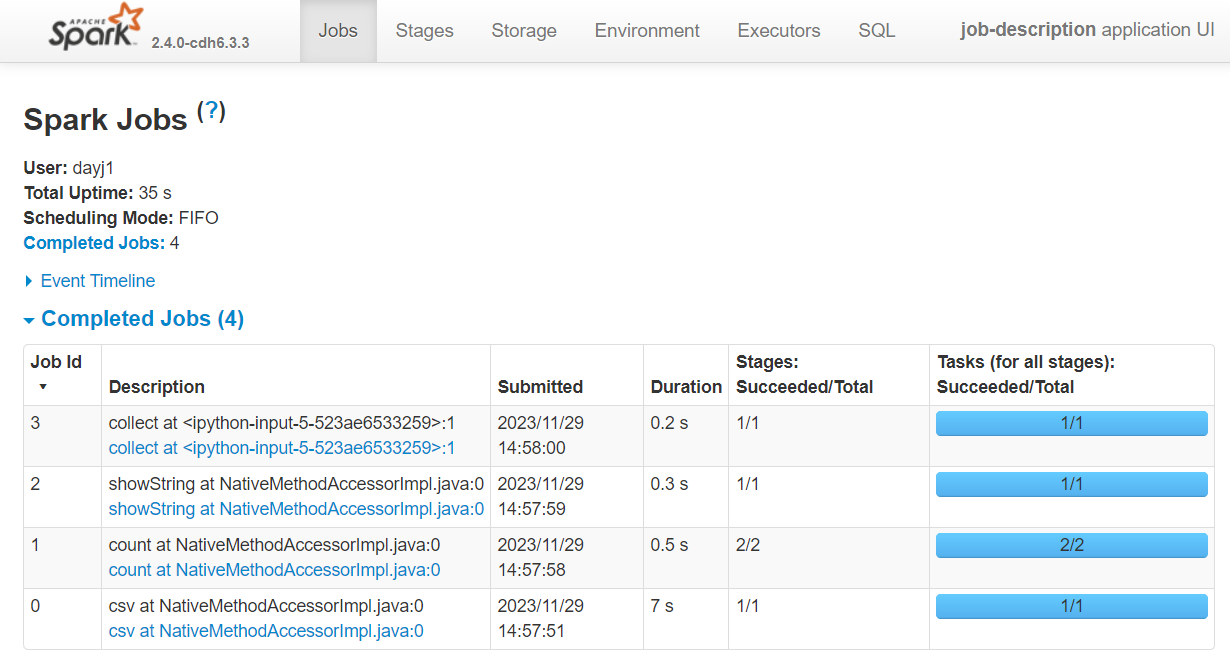 APACHE
Spark 2.4.0-cdh6.3.3 Jobs Stages Storage Environment Executors SQL job-description application UI
Spark Jobs (?)
User: dayj1
Total Uptime: 35 s
Scheduling Mode: FIFO
Completed Jobs: 4
Event Timeline
Completed Jobs (4)
Job Id ▾ Description Submitted Duration Stages: Succeeded/Total Tasks (for all stages): Succeeded/Total
3 collect at <ipython-input-5-523ae6533259>:1 2023/11/29 0.2 s 1/1 1/1
collect at <ipython-input-5-523ae6533259>:1 14:58:00
2 showString at NativeMethodAccessorImpl.java:0 2023/11/29 0.3 s 1/1 1/1
showString at NativeMethodAccessorImpl.java:0 14:57:59
1 count at NativeMethodAccessorImpl.java:0 2023/11/29 0.5 s 2/2 2/2
count at NativeMethodAccessorImpl.java:0 14:57:58
0 csv at NativeMethodAccessorImpl.java:0 2023/11/29 7 s 1/1 1/1
csv at NativeMethodAccessorImpl.java:0 14:57:51